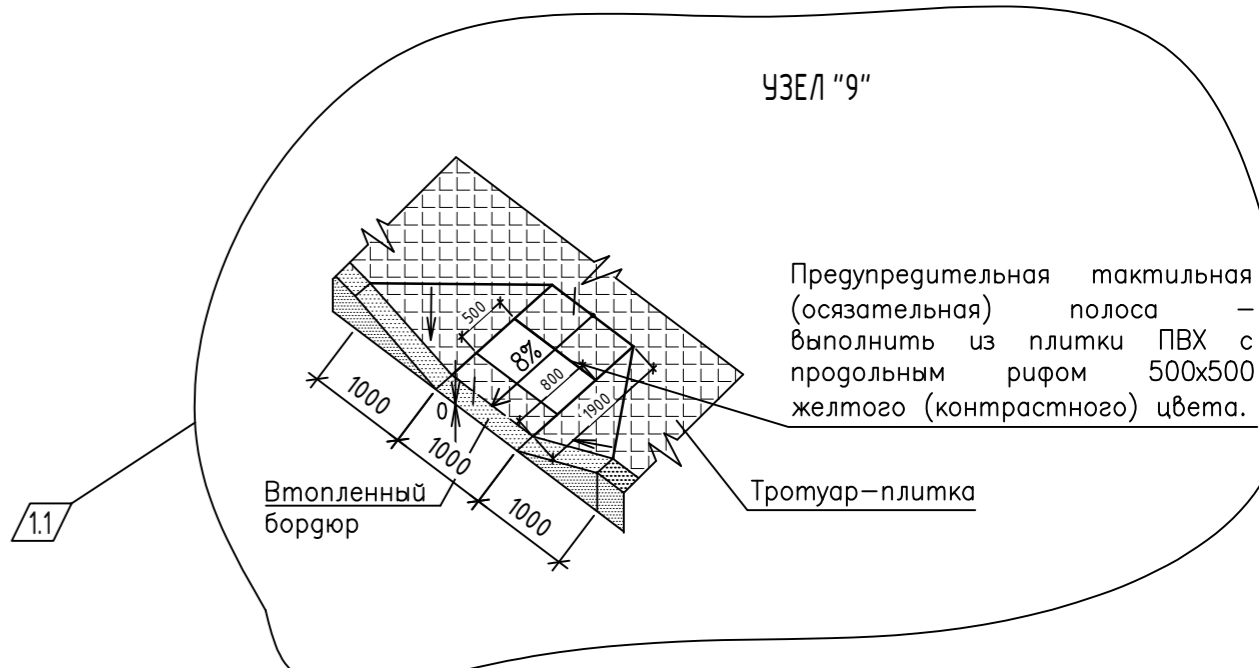 УЗЕЛ "9"
Предупредительная тактильная
(осязательная) полоса –
выполнить из плитки ПВХ с
продольным рифом 500x500
желтого (контрастного) цвета.
500
8%
800
1900
1000
0
1000
1000
Втопленный
бордюр
Тротуар–плитка
1.1